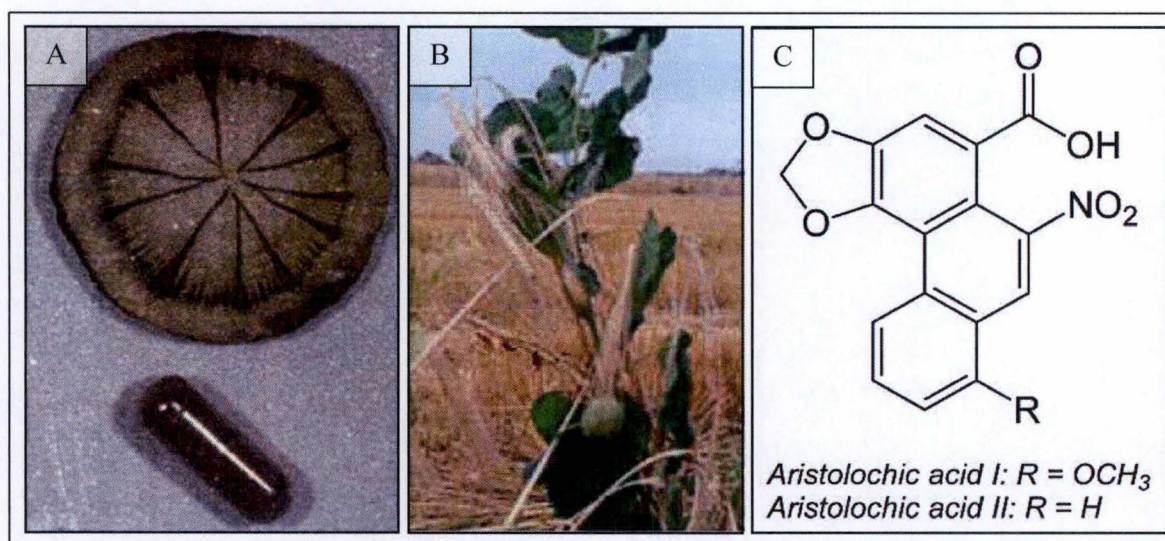 A
B
C
O
OH
O
O
NO₂
R
Aristolochic acid I: R = OCH₃
Aristolochic acid II: R = H